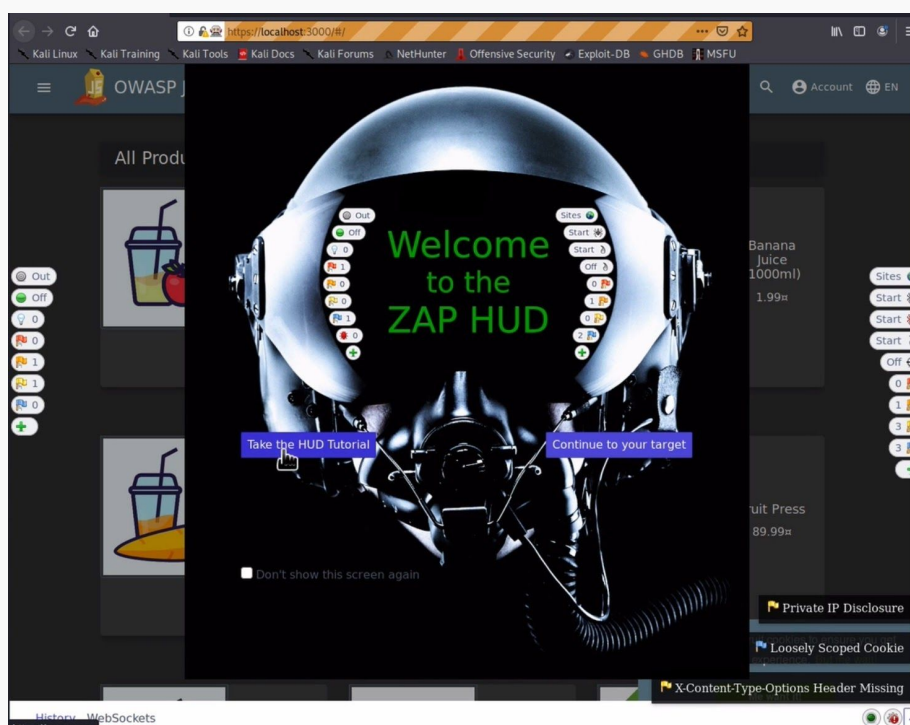 https://localhost:3000/#/
Kali Linux Kali Training Kali Tools Kali Docs Kali Forums NetHunter Offensive Security Exploit-DB GHDB MSFU
OWASP J
Account EN
All Produ
Out
Off
0
1
0
0
1
0
Welcome
to the
ZAP HUD
Sites
Start
Start
Off
0
1
0
2
Banana
Juice
1000ml)
1.99¤
Out
Off
0
0
1
1
0
Sites
Start
Start
Start
Off
0
1
3
3
Take the HUD Tutorial
Continue to your target
ruit Press
89.99¤
Don't show this screen again
Private IP Disclosure
Loosely Scoped Cookie
X-Content-Type-Options Header Missing
History WebSockets